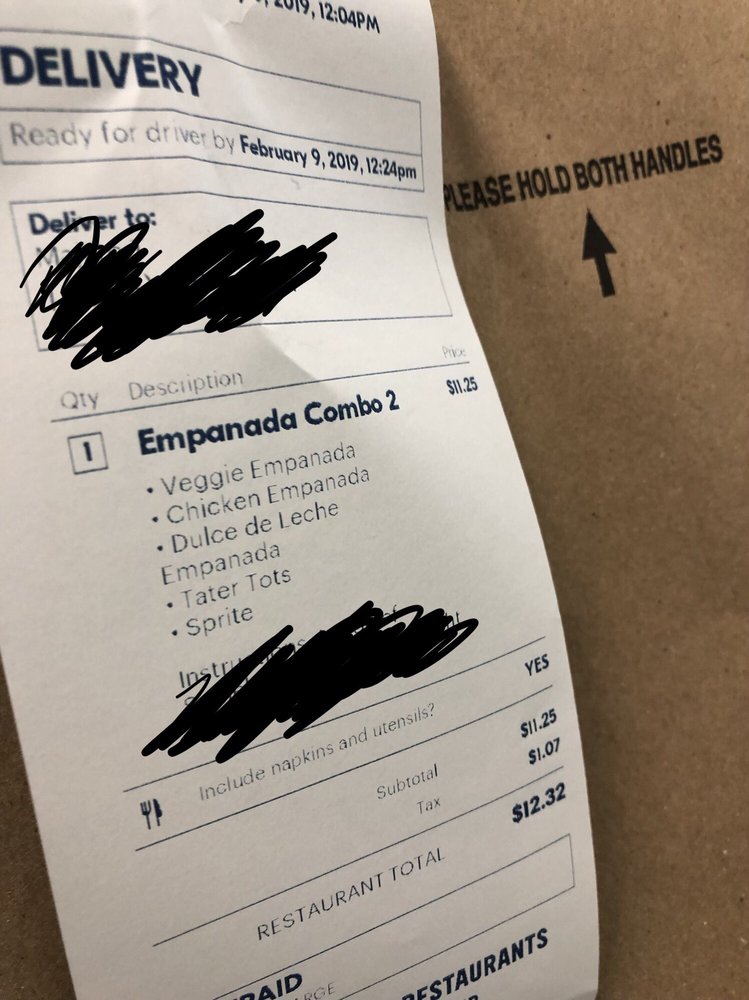 2019, 12:04PM
DELIVERY
Ready for driver by February 9, 2019, 12:24pm
PLEASE HOLD BOTH HANDLES
Deliver to:
Qty Description Price
1 Empanada Combo 2 $11.25
• Veggie Empanada
• Chicken Empanada
• Dulce de Leche
Empanada
• Tater Tots
• Sprite
Include napkins and utensils? YES
Subtotal $11.25
Tax $1.07
RESTAURANT TOTAL $12.32
RESTAURANTS